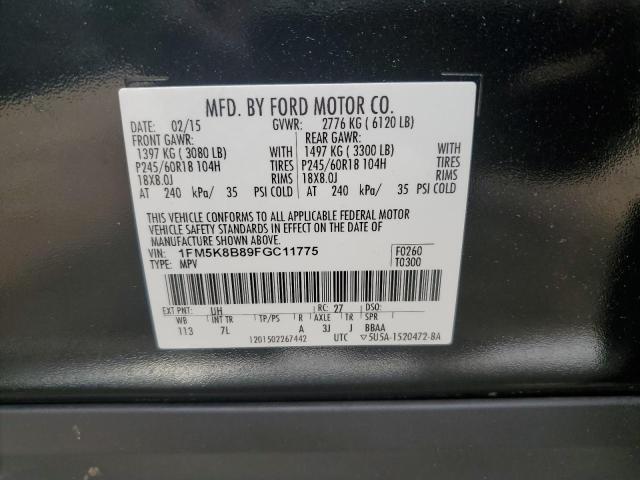 MFD. BY FORD MOTOR CO.
DATE: 02/15 GVWR: 2776 KG ( 6120 LB)
FRONT GAWR: REAR GAWR:
1397 KG ( 3080 LB) WITH 1497 KG ( 3300 LB) WITH
P245/60R18 104H TIRES P245/60R18 104H TIRES
18X8.0J RIMS 18X8.0J RIMS
AT 240 kPa/ 35 PSI COLD AT 240 kPa/ 35 PSI COLD
THIS VEHICLE CONFORMS TO ALL APPLICABLE FEDERAL MOTOR
VEHICLE SAFETY STANDARDS IN EFFECT ON THE DATE OF
MANUFACTURE SHOWN ABOVE.
VIN: 1FM5K8B89FGC11775 F0260
TYPE: MPV T0300
EXT PNT: UH RC: 27 DSO:
WB INT TR TP/PS R AXLE TR SPR
113 7L A 3J J BBAA
1201502267442 UTC ▽5U5A-1520472-BA